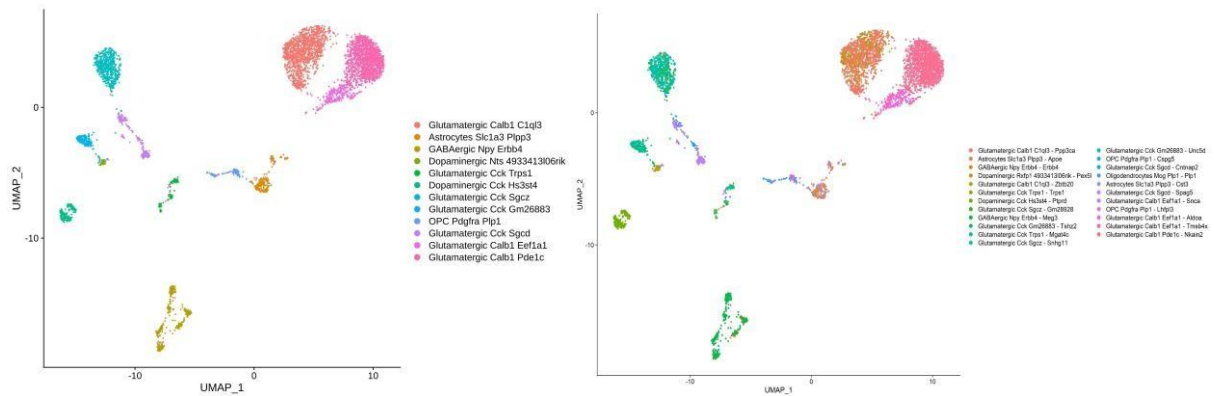 UMAP_2
0
-10
-10
0
10
UMAP_1
Glutamatergic Calb1 C1ql3
Astrocytes Slc1a3 Plpp3
GABAergic Npy Erbb4
Dopaminergic Nts 4933413l06rik
Glutamatergic Cck Trps1
Dopaminergic Cck Hs3st4
Glutamatergic Cck Sgcz
Glutamatergic Cck Gm26883
OPC Pdgfra Plp1
Glutamatergic Cck Sgcd
Glutamatergic Calb1 Eef1a1
Glutamatergic Calb1 Pde1c
UMAP_2
0
-10
-10
0
10
UMAP_1
Glutamatergic Calb1 C1ql3 - Ppp3ca
Astrocytes Slc1a3 Plpp3 - Apoe
GABAergic Npy Erbb4 - Erbb4
Dopaminergic Rxfp1 4933413l06rik - Pex5l
Glutamatergic Calb1 C1ql3 - Zbtb20
Glutamatergic Cck Trps1 - Trps1
Dopaminergic Cck Hs3st4 - Ptprd
Glutamatergic Cck Sgcz - Gm28928
GABAergic Npy Erbb4 - Meg3
Glutamatergic Cck Gm26883 - Tshz2
Glutamatergic Cck Trps1 - Mgat4c
Glutamatergic Cck Sgcz - Snhg11
Glutamatergic Cck Gm26883 - Unc5d
OPC Pdgfra Plp1 - Cspg5
Glutamatergic Cck Sgcd - Cntnap2
Oligodendrocytes Mog Plp1 - Plp1
Astrocytes Slc1a3 Plpp3 - Cst3
Glutamatergic Cck Sgcd - Spag5
Glutamatergic Calb1 Eef1a1 - Snca
OPC Pdgfra Plp1 - Lhfpl3
Glutamatergic Calb1 Eef1a1 - Aldoa
Glutamatergic Calb1 Eef1a1 - Tmsb4x
Glutamatergic Calb1 Pde1c - Nkain2